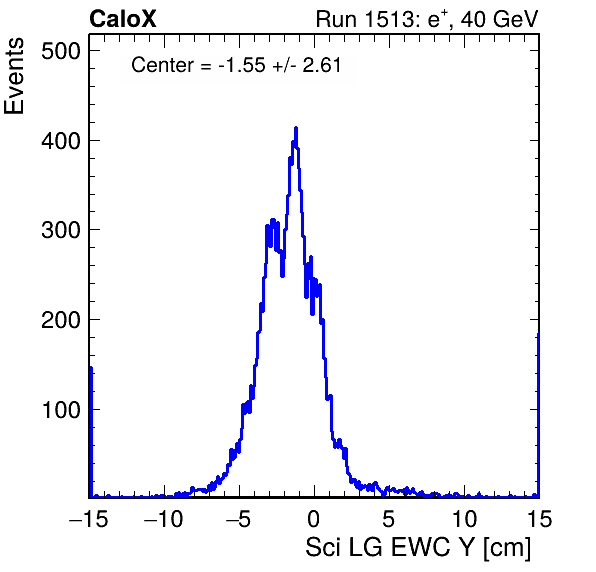 CaloX Run 1513: e⁺, 40 GeV
Events
Center = -1.55 +/- 2.61
500
400
300
200
100
−15 −10 −5 0 5 10 15
Sci LG EWC Y [cm]